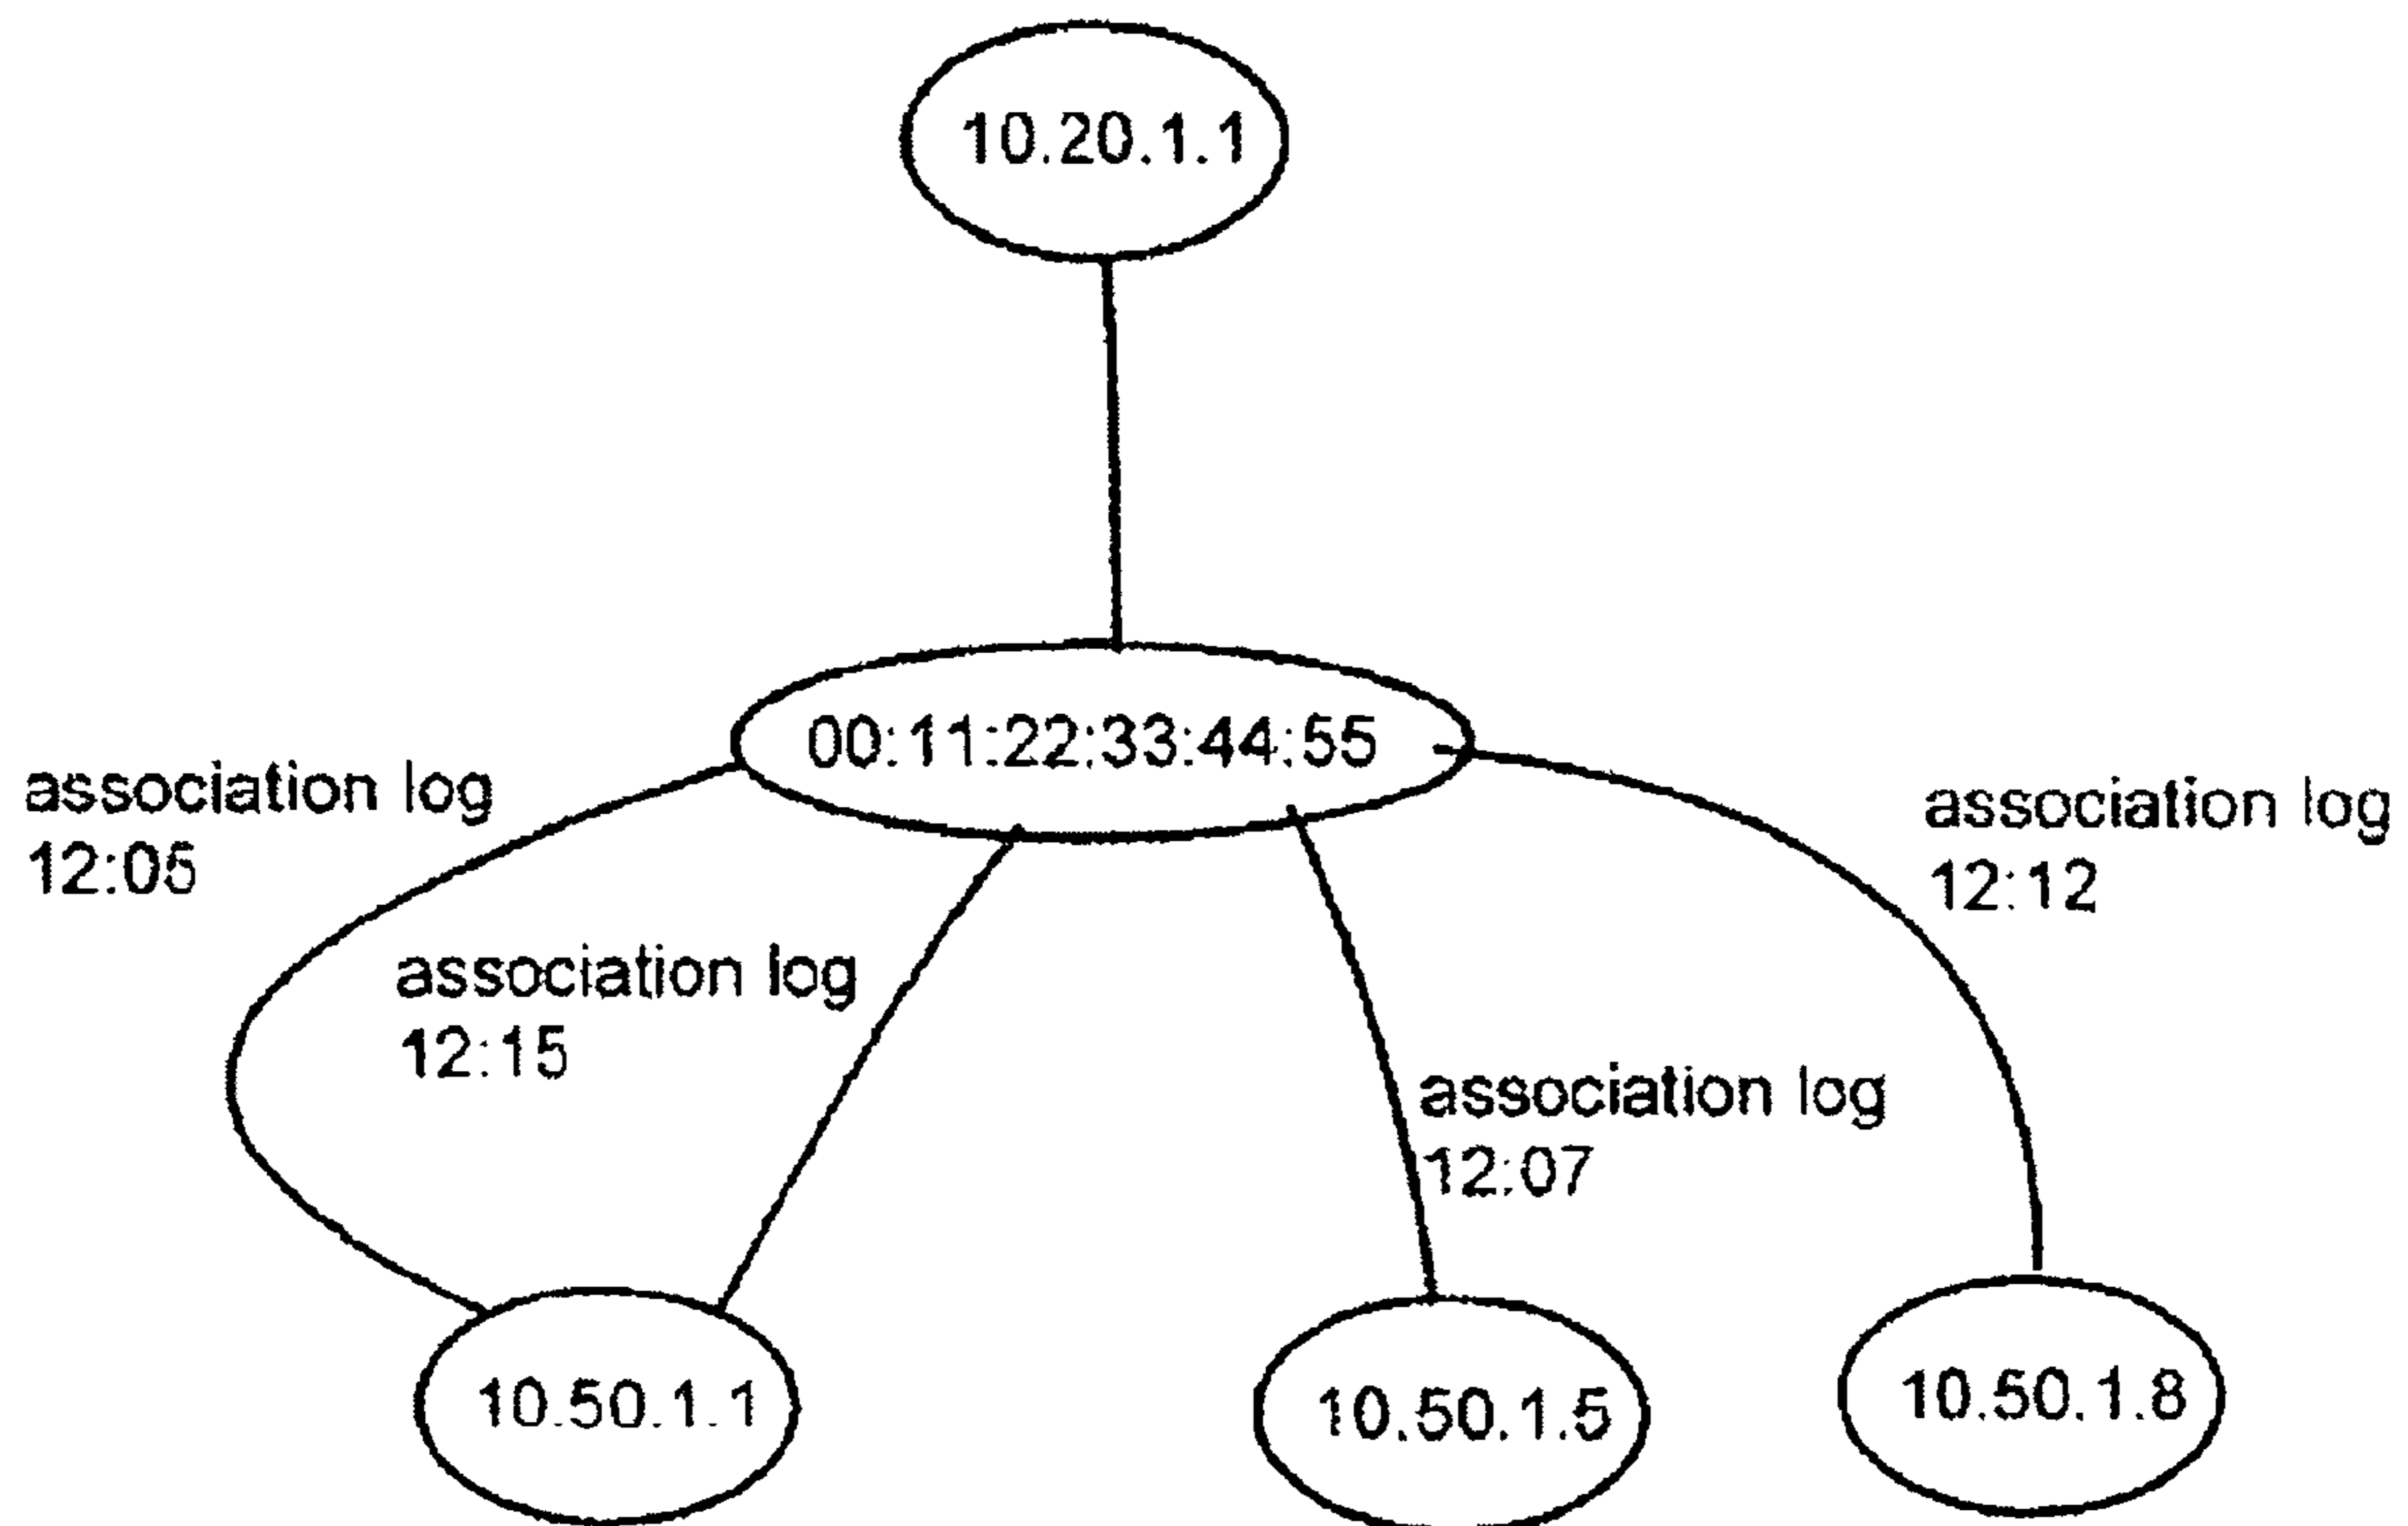 10.20.1.1
00:11:22:33:44:55
association log
12:05
association log
12:12
association log
12:15
association log
12:07
10.50.1.1
10.50.1.5
10.50.1.8